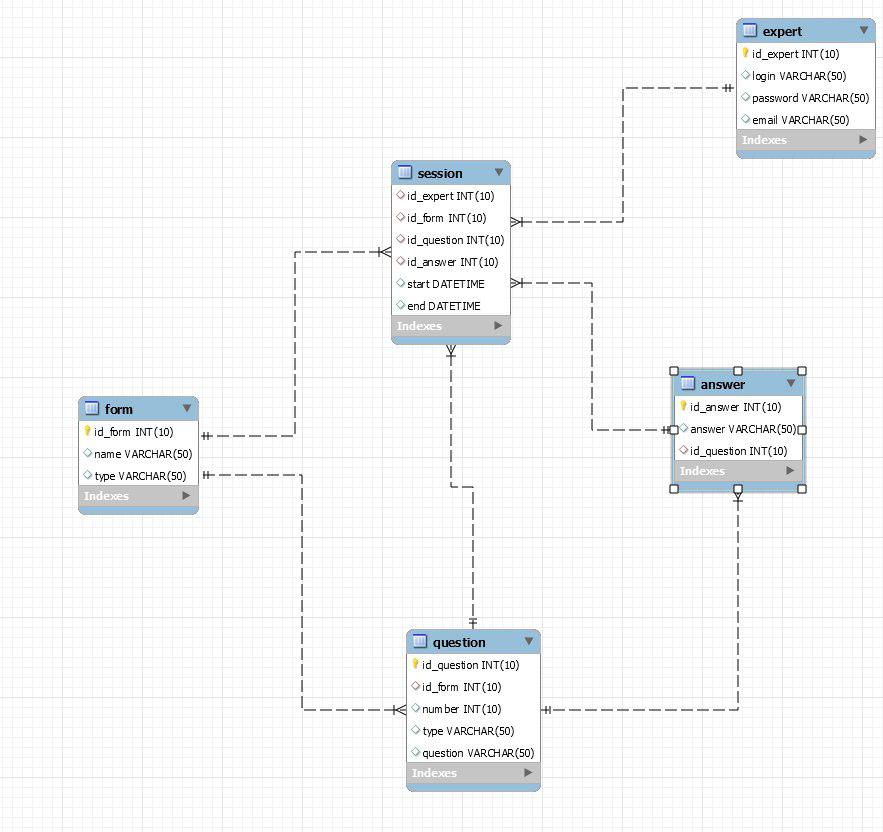 expert
id_expert INT(10)
login VARCHAR(50)
password VARCHAR(50)
email VARCHAR(50)
Indexes
session
id_expert INT(10)
id_form INT(10)
id_question INT(10)
id_answer INT(10)
start DATETIME
end DATETIME
Indexes
form
id_form INT(10)
name VARCHAR(50)
type VARCHAR(50)
Indexes
answer
id_answer INT(10)
answer VARCHAR(50)
id_question INT(10)
Indexes
question
id_question INT(10)
id_form INT(10)
number INT(10)
type VARCHAR(50)
question VARCHAR(50)
Indexes